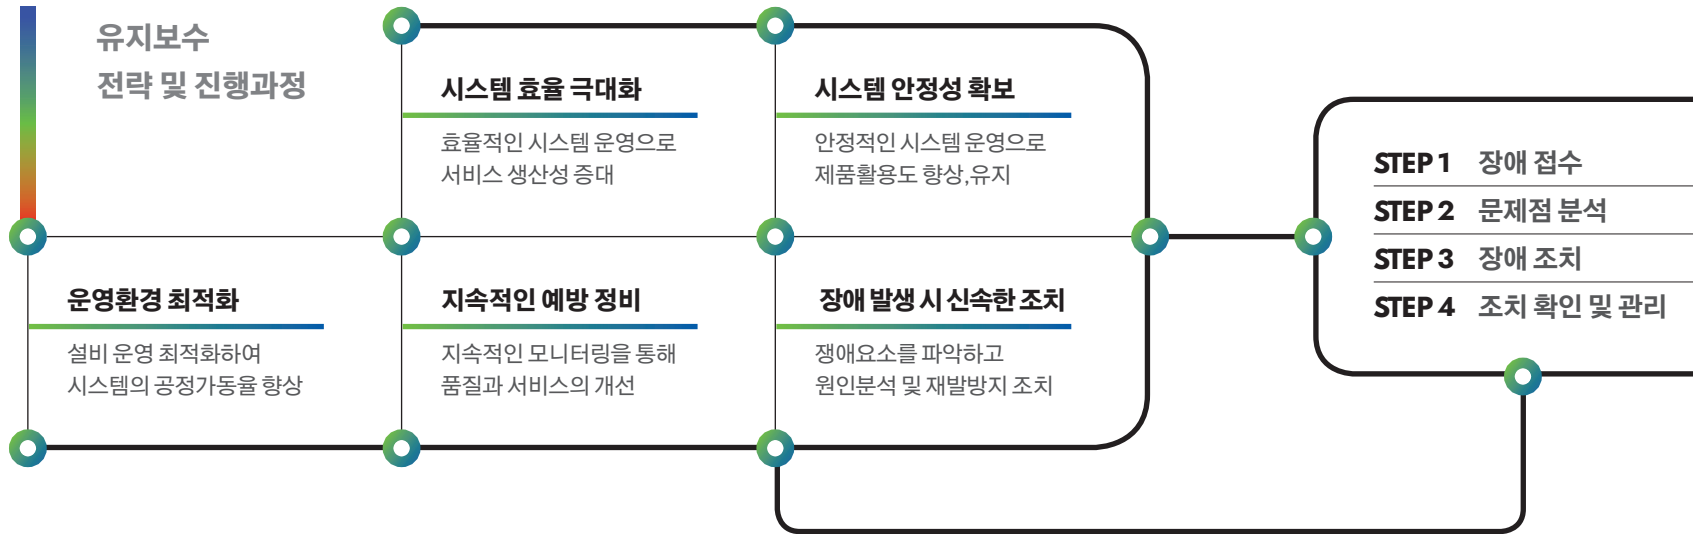 유지보수
전략 및 진행과정
시스템 효율 극대화
효율적인 시스템 운영으로
서비스 생산성 증대
시스템 안정성 확보
안정적인 시스템 운영으로
제품활용도 향상,유지
운영환경 최적화
설비 운영 최적화하여
시스템의 공정가동율 향상
지속적인 예방 정비
지속적인 모니터링을 통해
품질과 서비스의 개선
장애 발생 시 신속한 조치
쟁애요소를 파악하고
원인분석 및 재발방지 조치
STEP 1 장애 접수
STEP 2 문제점 분석
STEP 3 장애 조치
STEP 4 조치 확인 및 관리